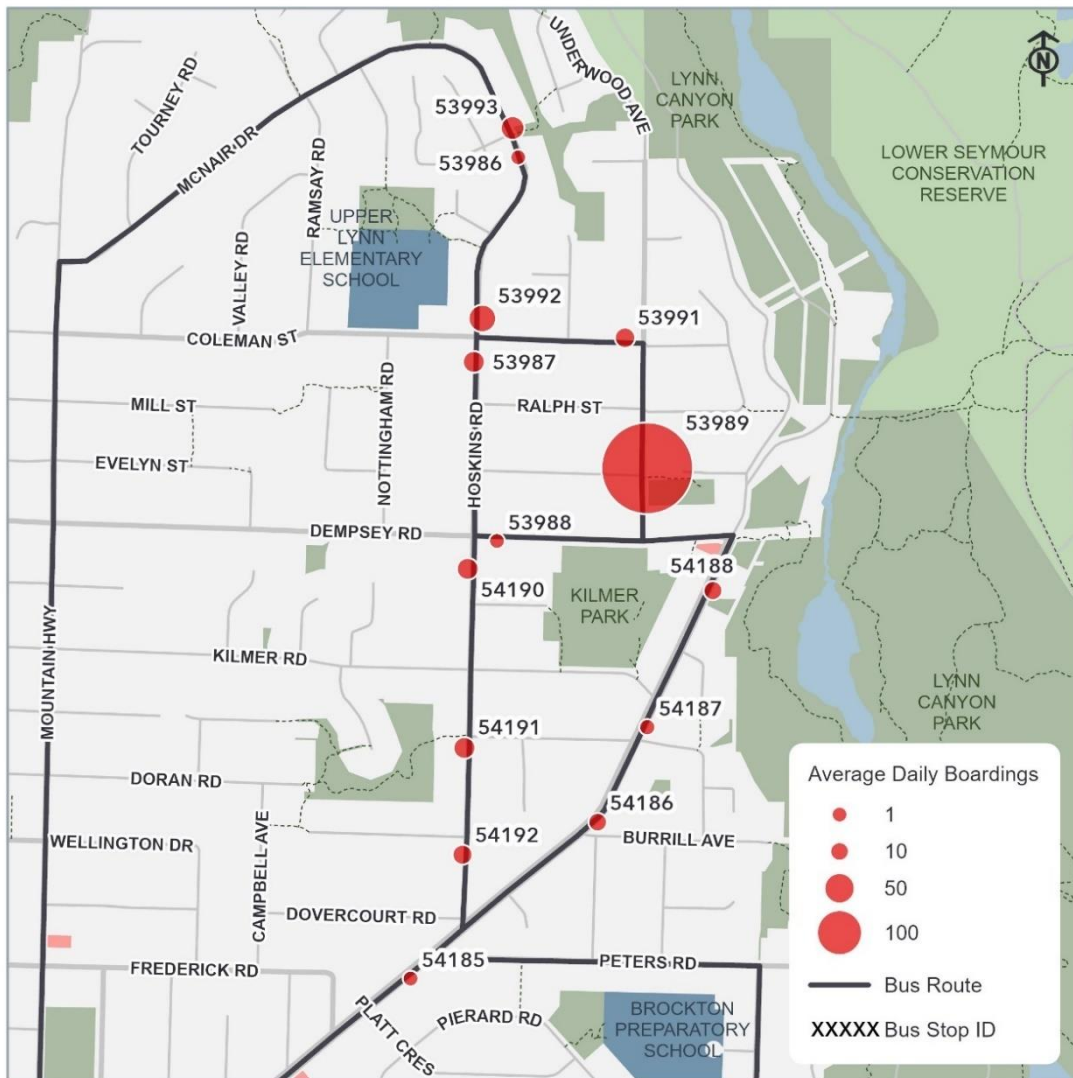 UNDERWOOD AVE
LYNN
CANYON
PARK
N
TOURNEY RD
53993
MCNAIR DR
53986
RAMSAY RD
LOWER SEYMOUR
CONSERVATION
RESERVE
UPPER
LYNN
ELEMENTARY
SCHOOL
VALLEY RD
53992
53991
COLEMAN ST
53987
NOTTINGHAM RD
MILL ST
RALPH ST
HOSKINS RD
53989
EVELYN ST
DEMPSEY RD
53988
54190
54188
KILMER
PARK
MOUNTAIN HWY
KILMER RD
LYNN
CANYON
PARK
54191
54187
DORAN RD
54186
WELLINGTON DR
CAMPBELL AVE
54192
BURRILL AVE
DOVERCOURT RD
FREDERICK RD
54185
PETERS RD
PLATT CRES
PIERARD RD
BROCKTON
PREPARATORY
SCHOOL
Average Daily Boardings
1
10
50
100
Bus Route
XXXXX Bus Stop ID